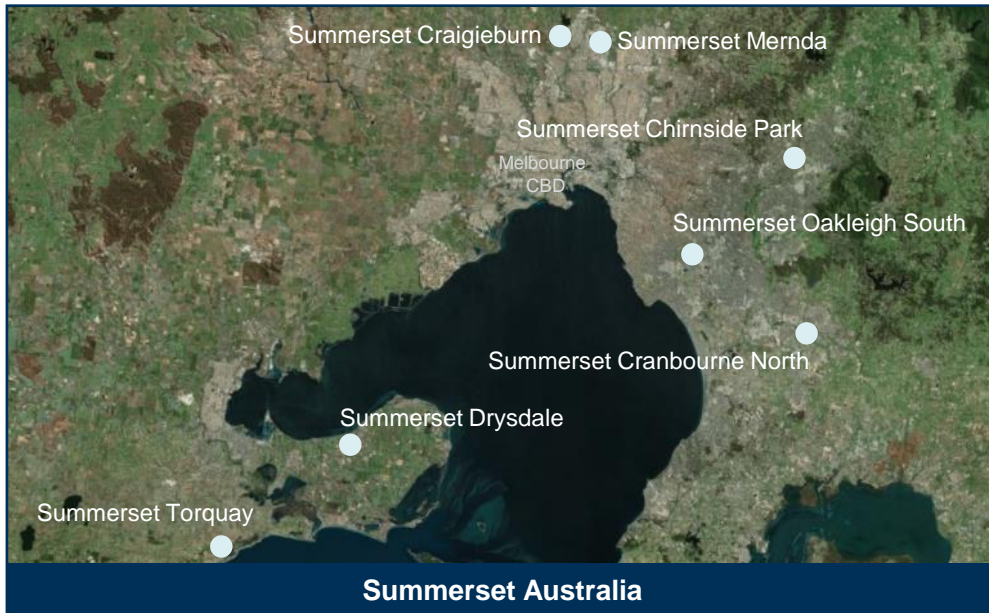 Summerset Craigieburn
Summerset Mernda
Summerset Chirnside Park
Melbourne
CBD
Summerset Oakleigh South
Summerset Cranbourne North
Summerset Drysdale
Summerset Torquay
Summerset Australia